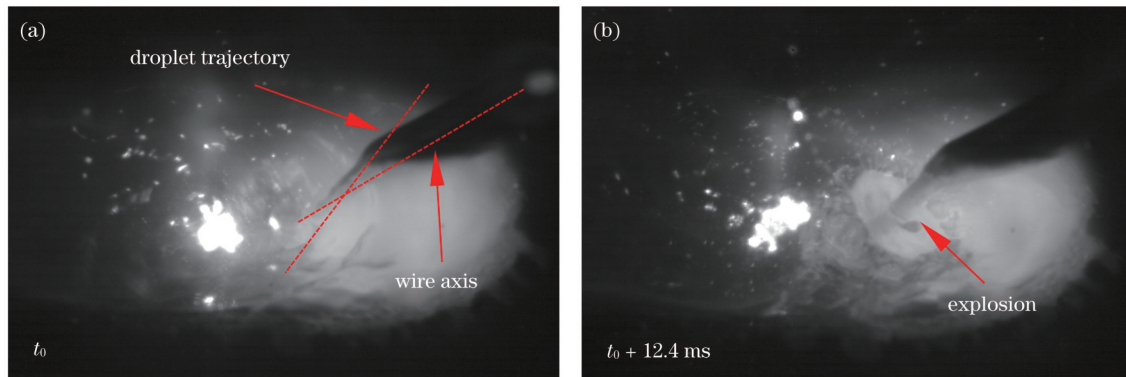 (a)
droplet trajectory
wire axis
t₀
(b)
explosion
t₀ + 12.4 ms